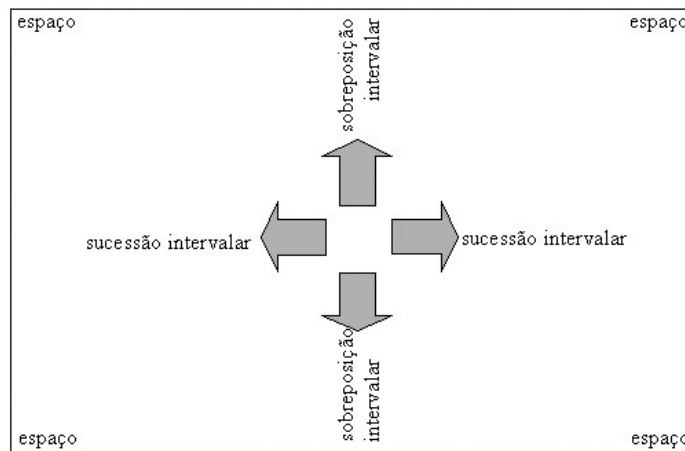 espaço
espaço
sobreposição
intervalar
sucessão intervalar
sucessão intervalar
sobreposição
intervalar
espaço
espaço